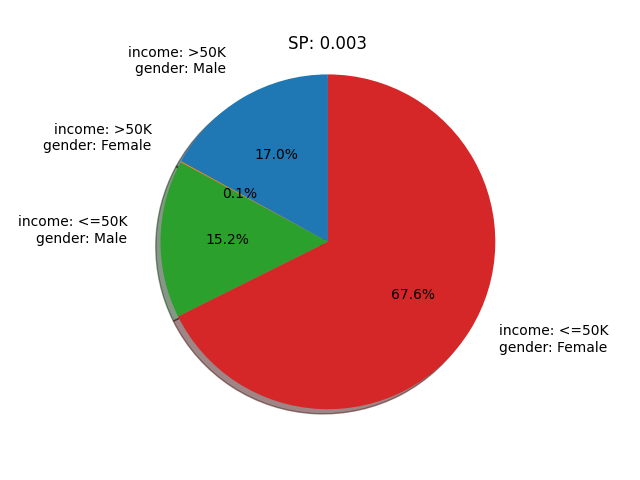 SP: 0.003
income: >50K
gender: Male
17.0%
income: >50K
gender: Female
0.1%
income: <=50K
gender: Male
15.2%
67.6%
income: <=50K
gender: Female